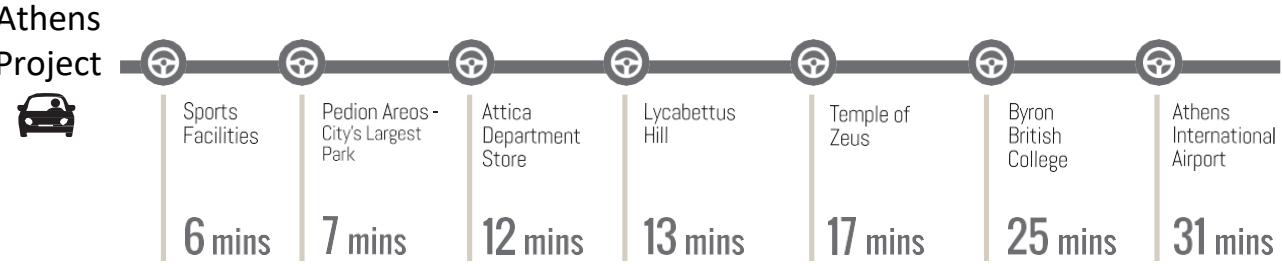 Athens
Project
Sports
Facilities
6 mins
Pedion Areos -
City's Largest
Park
7 mins
Attica
Department
Store
12 mins
Lycabettus
Hill
13 mins
Temple of
Zeus
17 mins
Byron
British
College
25 mins
Athens
International
Airport
31 mins